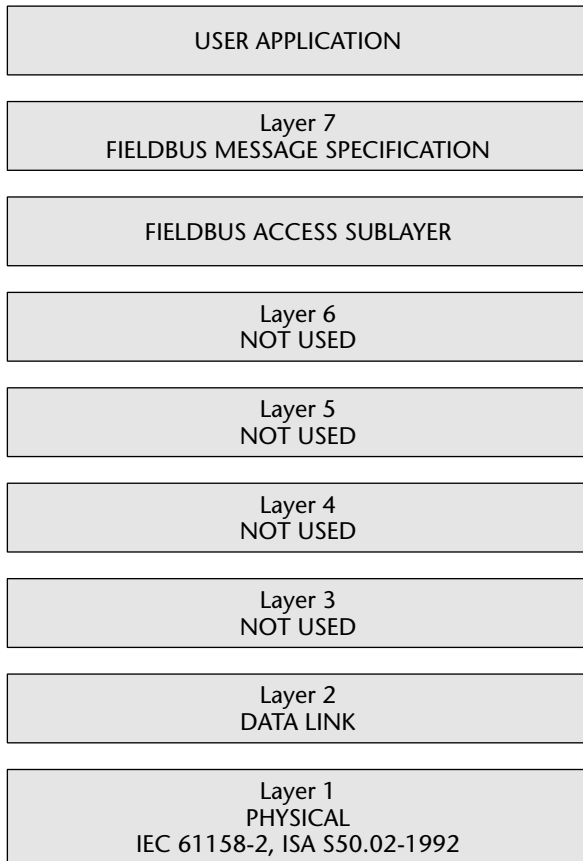 USER APPLICATION
Layer 7
FIELDBUS MESSAGE SPECIFICATION
FIELDBUS ACCESS SUBLAYER
Layer 6
NOT USED
Layer 5
NOT USED
Layer 4
NOT USED
Layer 3
NOT USED
Layer 2
DATA LINK
Layer 1
PHYSICAL
IEC 61158-2, ISA S50.02-1992